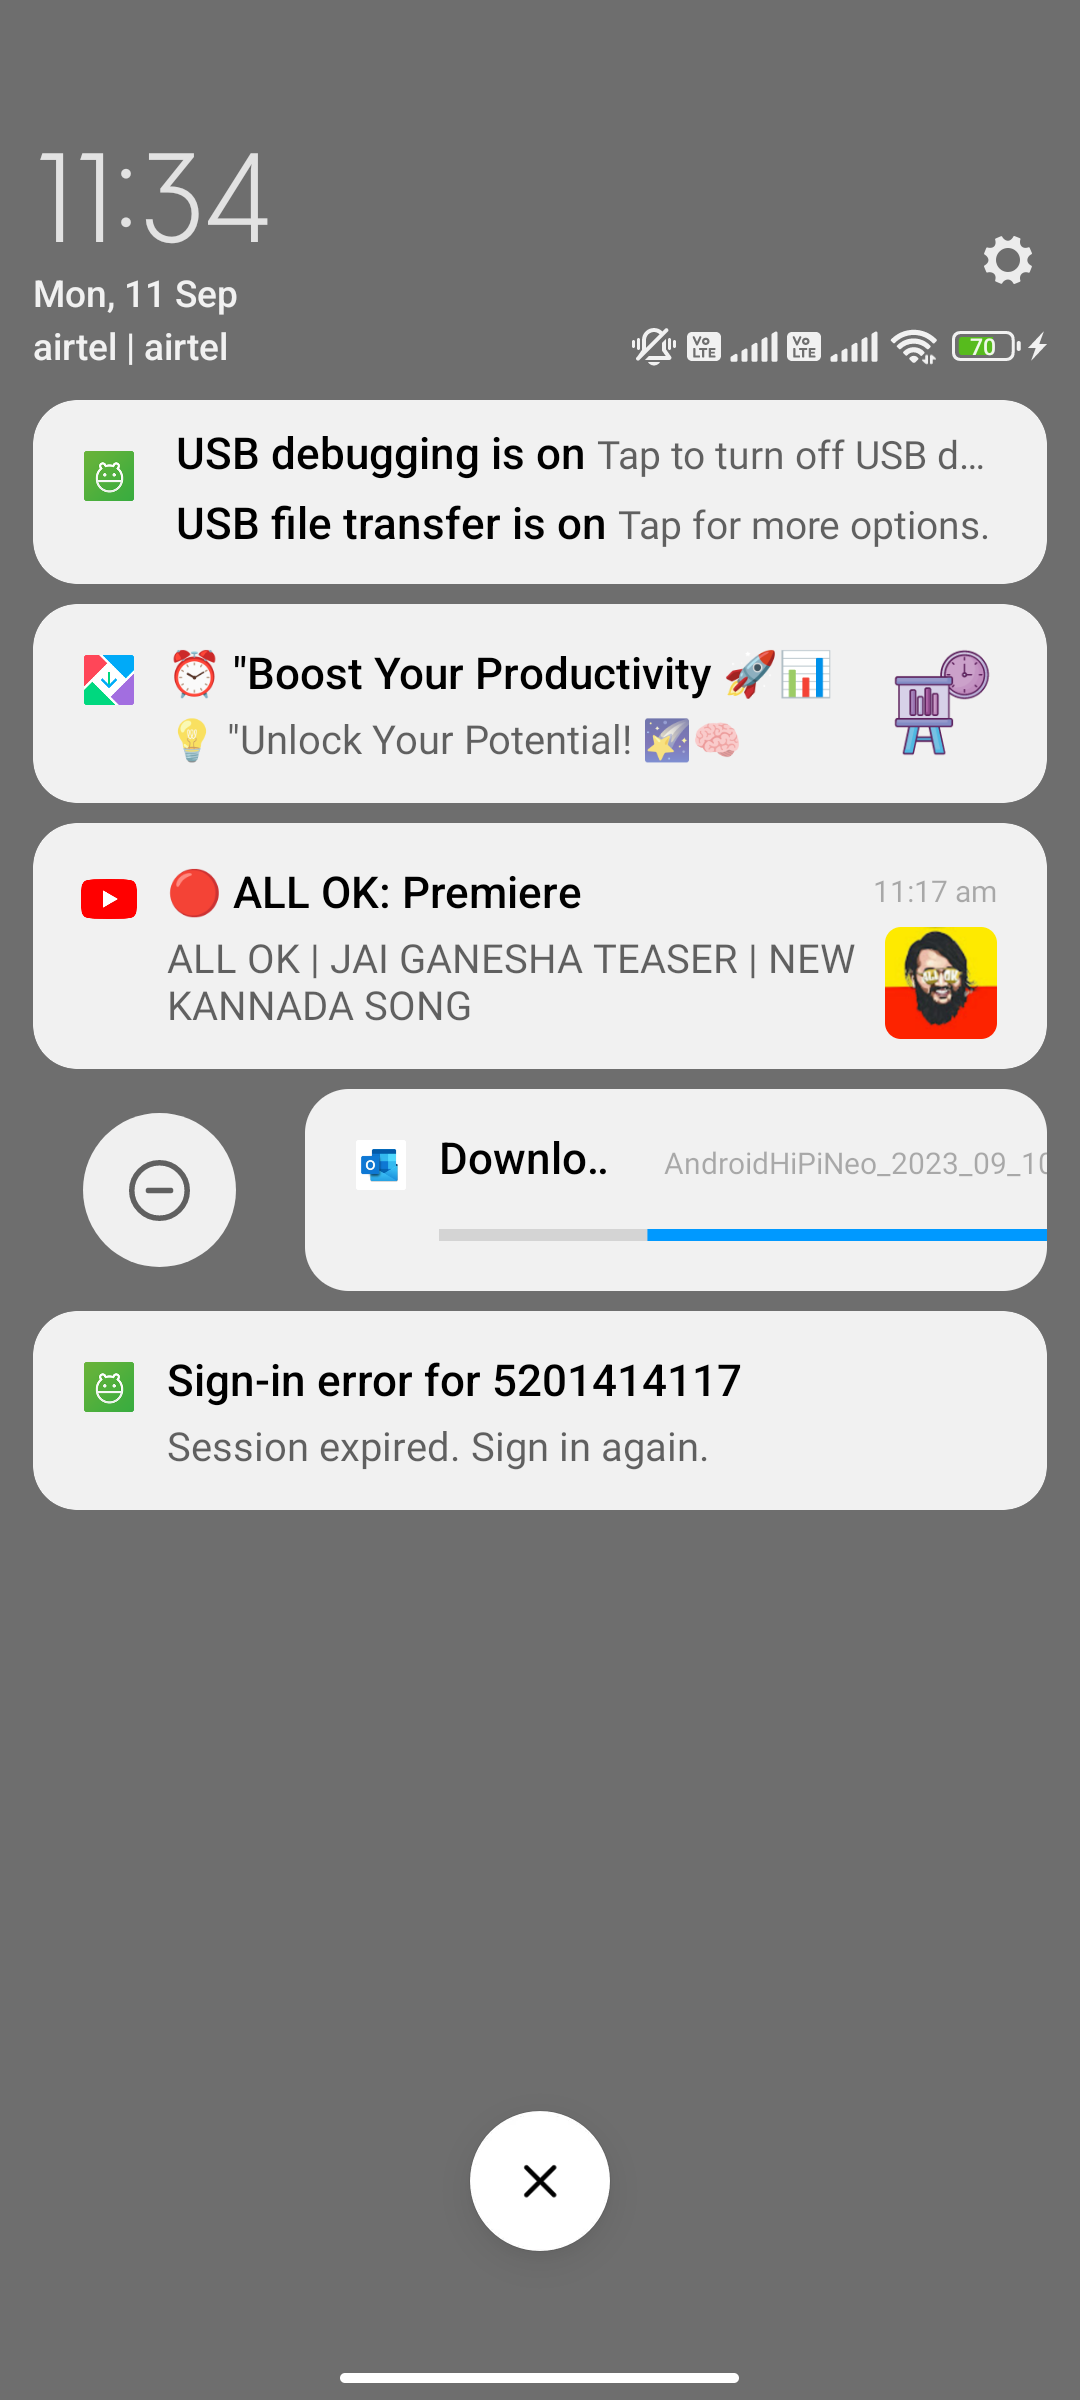 11:34
Mon, 11 Sep
airtel | airtel
Vo LTE Vo LTE 70
USB debugging is on Tap to turn off USB d...
USB file transfer is on Tap for more options.
⏰ "Boost Your Productivity 🚀📊
💡 "Unlock Your Potential! 🌠🧠
🔴 ALL OK: Premiere 11:17 am
ALL OK | JAI GANESHA TEASER | NEW
KANNADA SONG
Downlo.. AndroidHiPiNeo_2023_09_10
Sign-in error for 5201414117
Session expired. Sign in again.